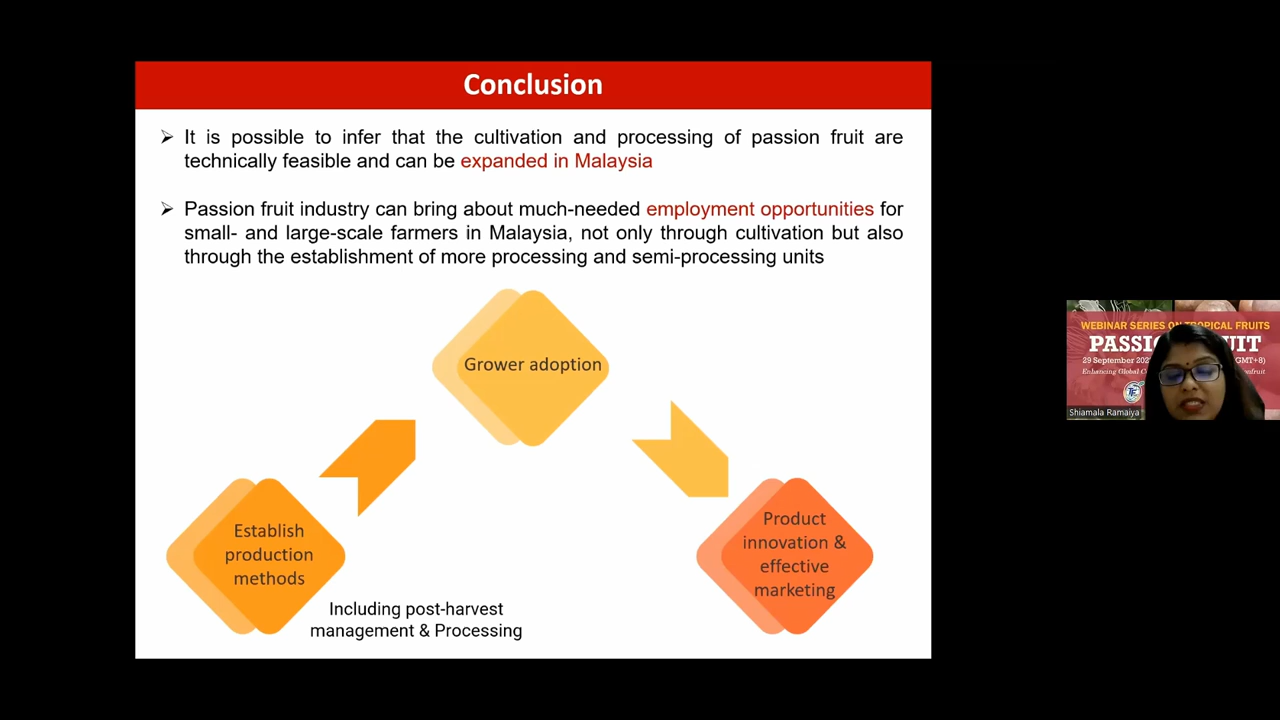 Conclusion
It is possible to infer that the cultivation and processing of passion fruit are
technically feasible and can be expanded in Malaysia
Passion fruit industry can bring about much-needed employment opportunities for
small- and large-scale farmers in Malaysia, not only through cultivation but also
through the establishment of more processing and semi-processing units
Grower adoption
Establish
production
methods
Including post-harvest
management & Processing
Product
innovation &
effective
marketing
WEBINAR SERIES ON TROPICAL FRUITS
29 September
(GMT+8)
Enhancing Global
Shiamala Ramaiya